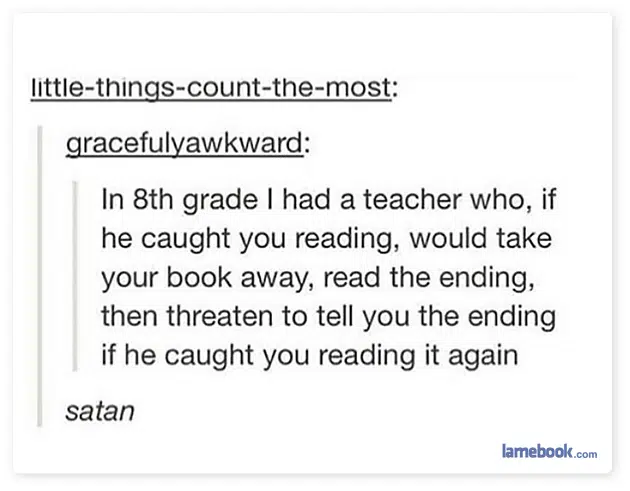 little-things-count-the-most:
gracefulyawkward:
In 8th grade I had a teacher who, if
he caught you reading, would take
your book away, read the ending,
then threaten to tell you the ending
if he caught you reading it again
satan
lamebook.com